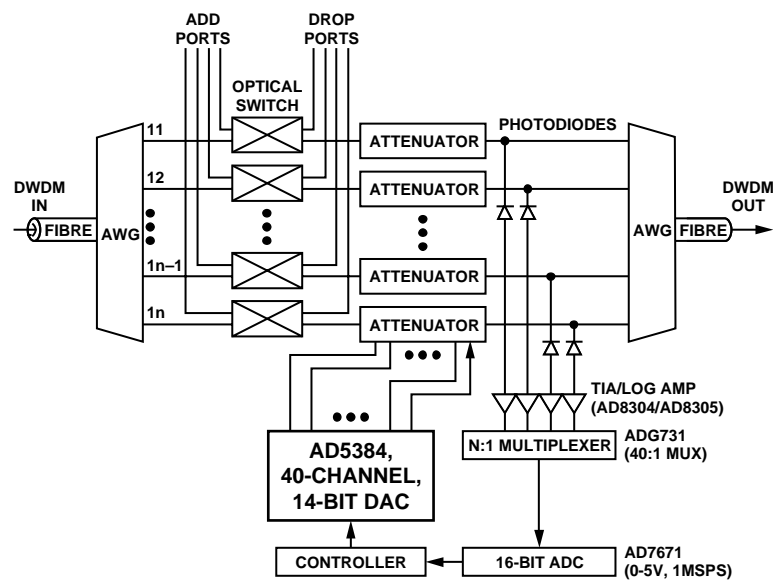 ADD
PORTS
DROP
PORTS
OPTICAL
SWITCH
PHOTODIODES
11
ATTENUATOR
12
ATTENUATOR
DWDM
IN
FIBRE
AWG
AWG
FIBRE
DWDM
OUT
1n–1
ATTENUATOR
1n
ATTENUATOR
TIA/LOG AMP
(AD8304/AD8305)
AD5384,
40-CHANNEL,
14-BIT DAC
N:1 MULTIPLEXER
ADG731
(40:1 MUX)
CONTROLLER
16-BIT ADC
AD7671
(0-5V, 1MSPS)